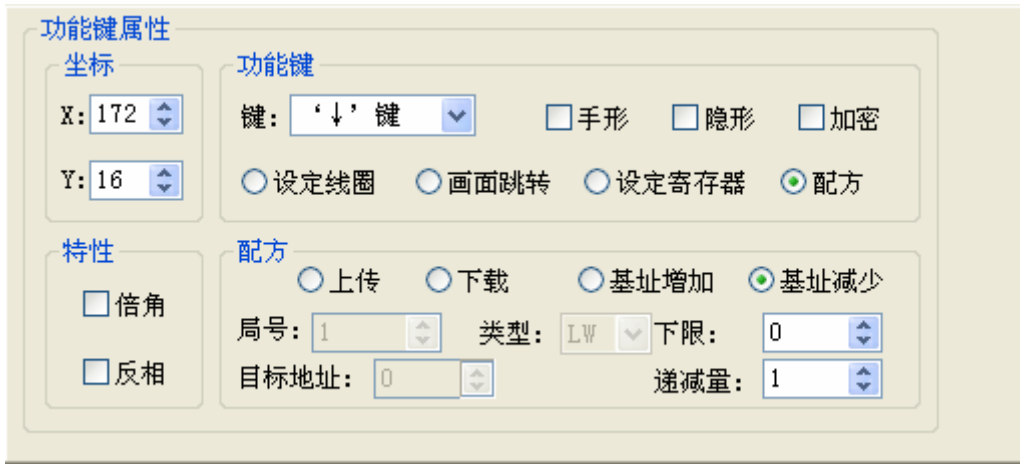 功能键属性
坐标
X: 172
Y: 16
功能键
键: ‘↓’键 手形 隐形 加密
设定线圈 画面跳转 设定寄存器 配方
特性
倍角
反相
配方
上传 下载 基址增加 基址减少
局号: 1 类型: LW 下限: 0
目标地址: 0 递减量: 1